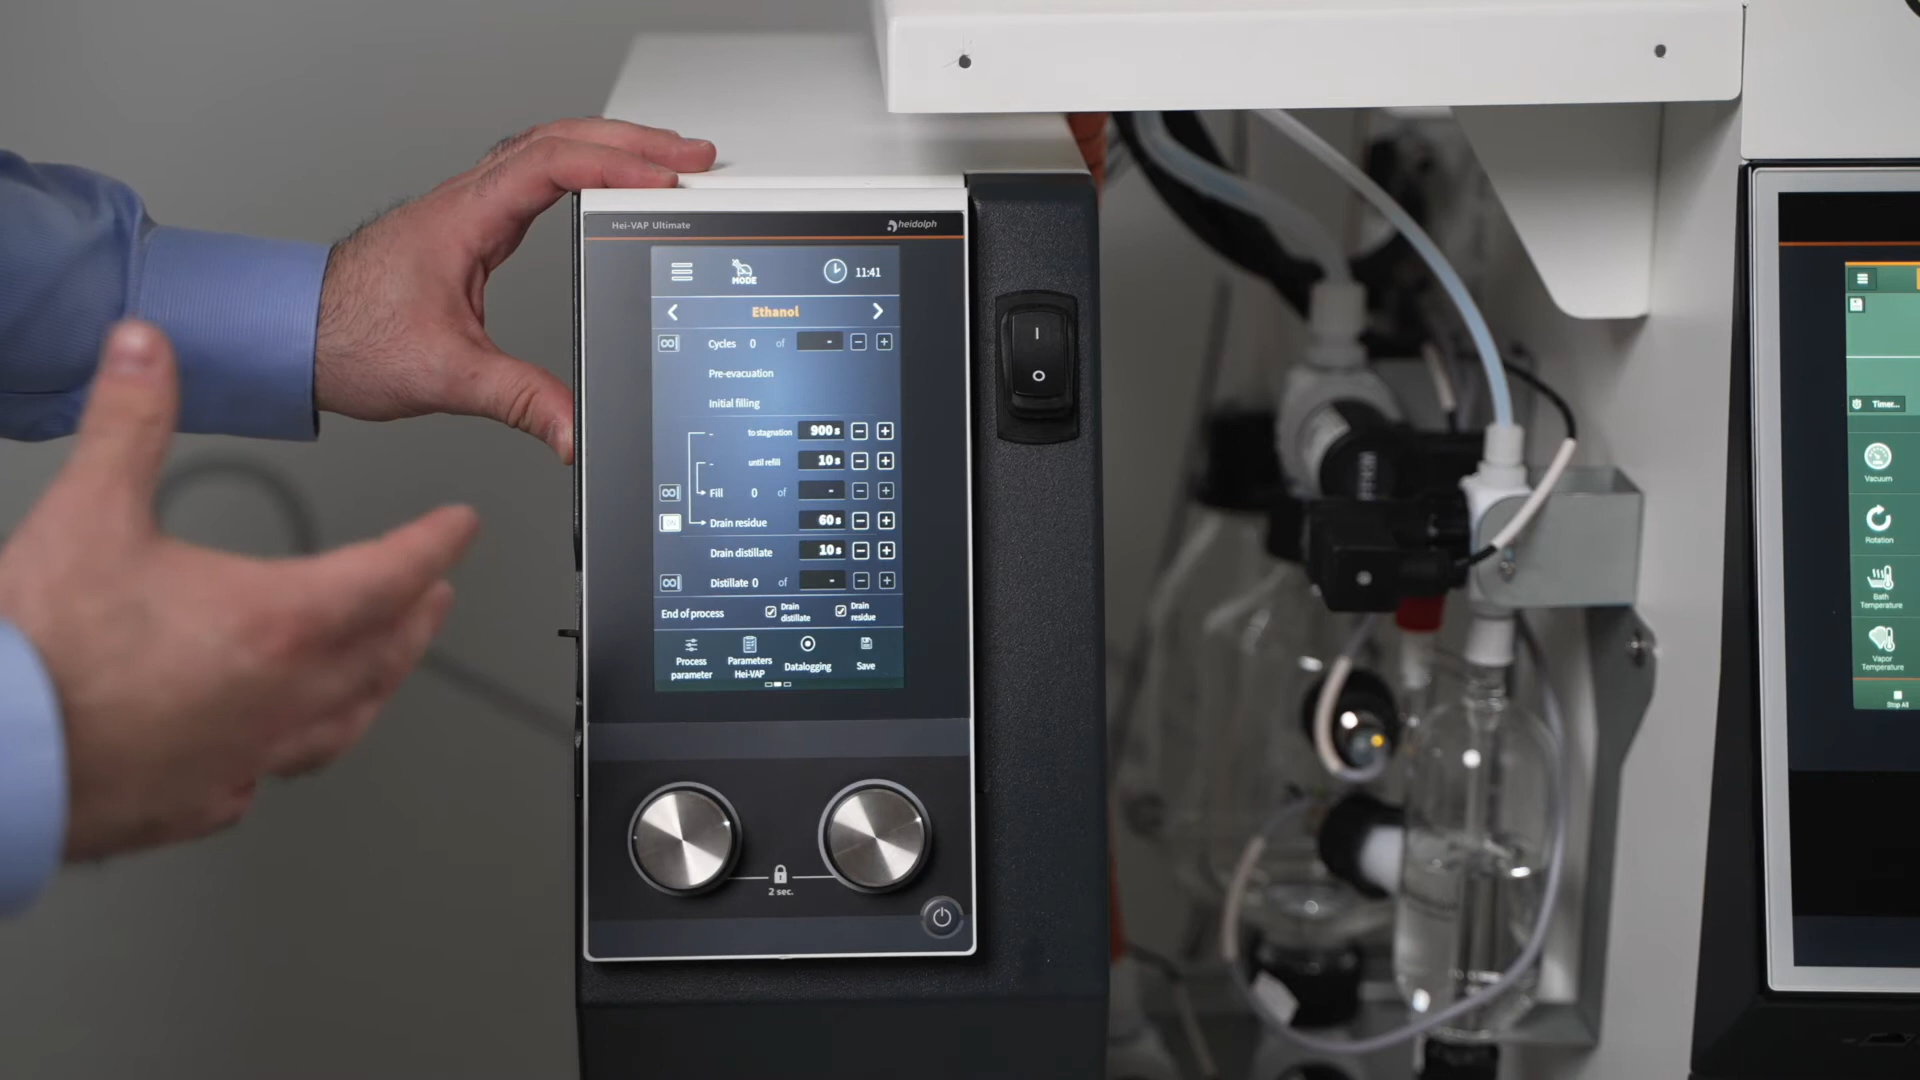 Hei-VAP Ultimate
heidolph
MODE
11:41
Ethanol
Cycles 0 of - - +
Pre-evacuation
Initial filling
- to stagnation 900 s - +
- until refill 10 s - +
Fill 0 of - - +
Drain residue 60 s - +
Drain distillate 10 s - +
Distillate 0 of - - +
End of process Drain distillate Drain residue
Process parameter
Parameters Hei-VAP
Datalogging
Save
2 sec.
I
O
Timer...
Vacuum
Rotation
Bath
Temperature
Vapor
Temperature
Stop All